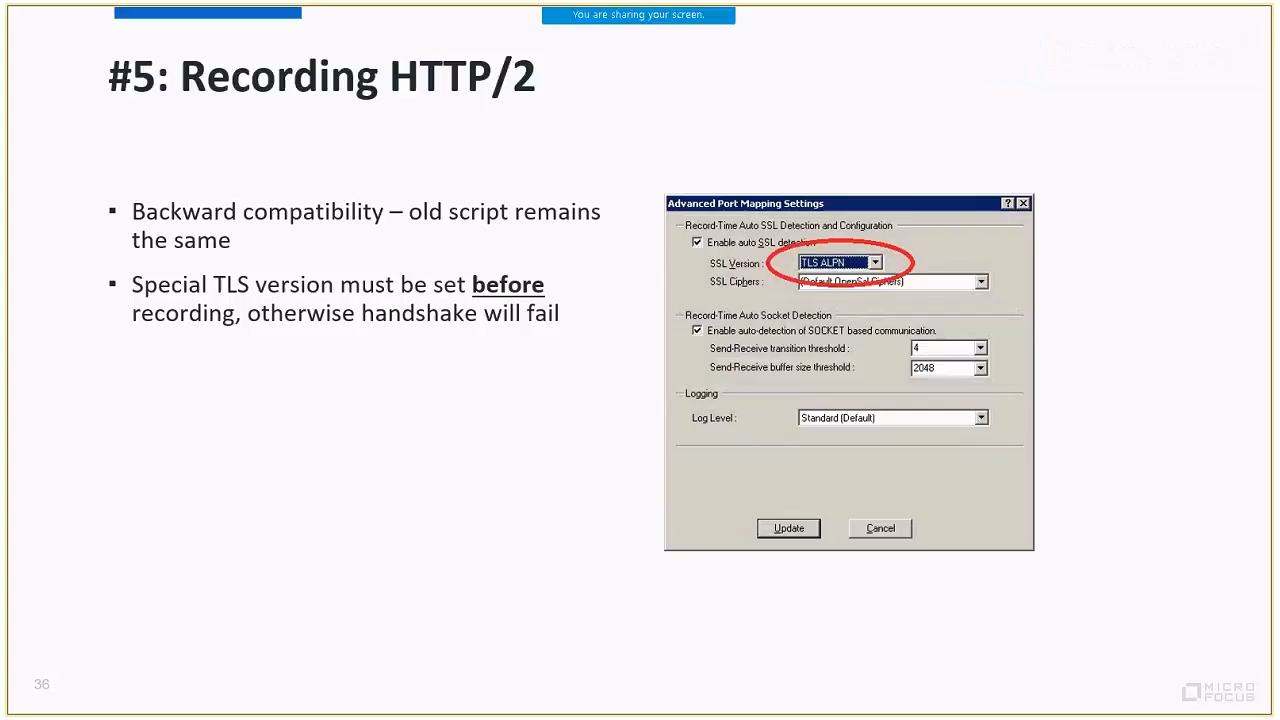 You are sharing your screen.
#5: Recording HTTP/2
▪ Backward compatibility – old script remains
the same
▪ Special TLS version must be set before
recording, otherwise handshake will fail
Advanced Port Mapping Settings
Record-Time Auto SSL Detection and Configuration
Enable auto SSL detection
SSL Version : TLS ALPN
SSL Ciphers : (Default OpenSsl Ciphers)
Record-Time Auto Socket Detection
Enable auto-detection of SOCKET based communication.
Send-Receive transition threshold : 4
Send-Receive buffer size threshold : 2048
Logging
Log Level : Standard (Default)
Update Cancel
36
MICRO
FOCUS